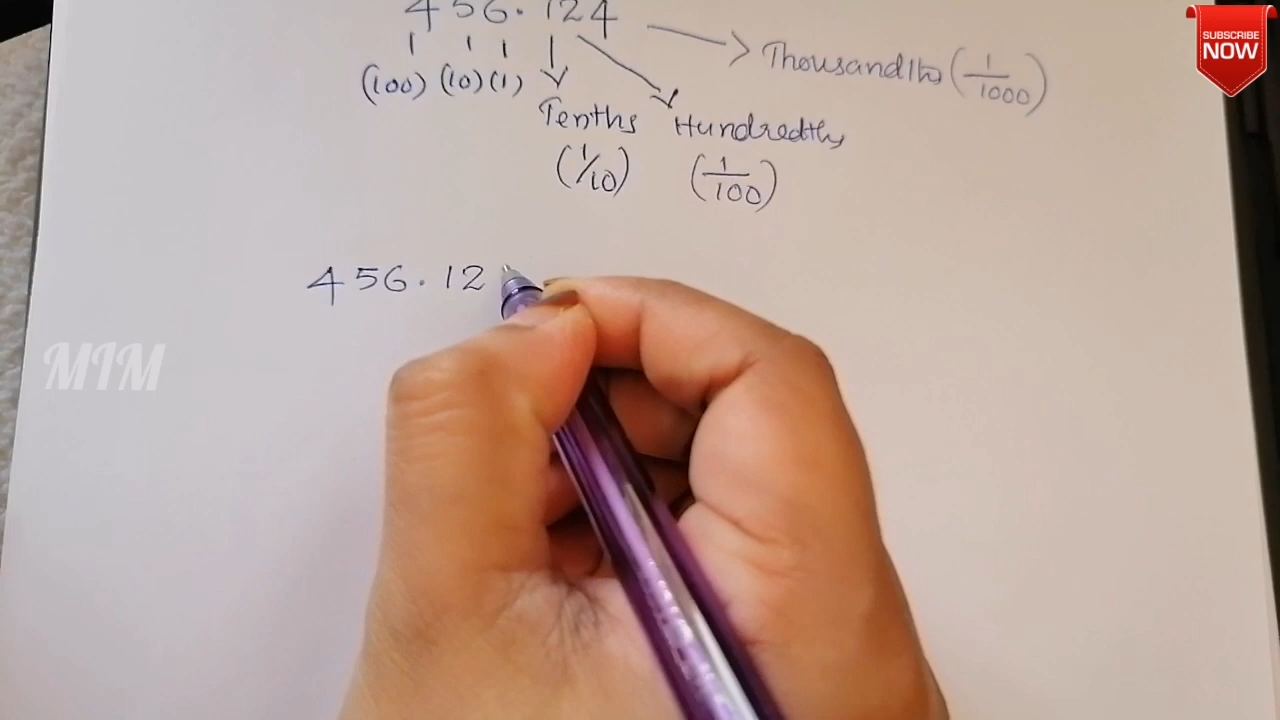 456.124
(100) (10) (1)
Tenths
(1/10)
Hundredths
(1/100)
Thousandths (1/1000)
456.12
MIM
SUBSCRIBE
NOW